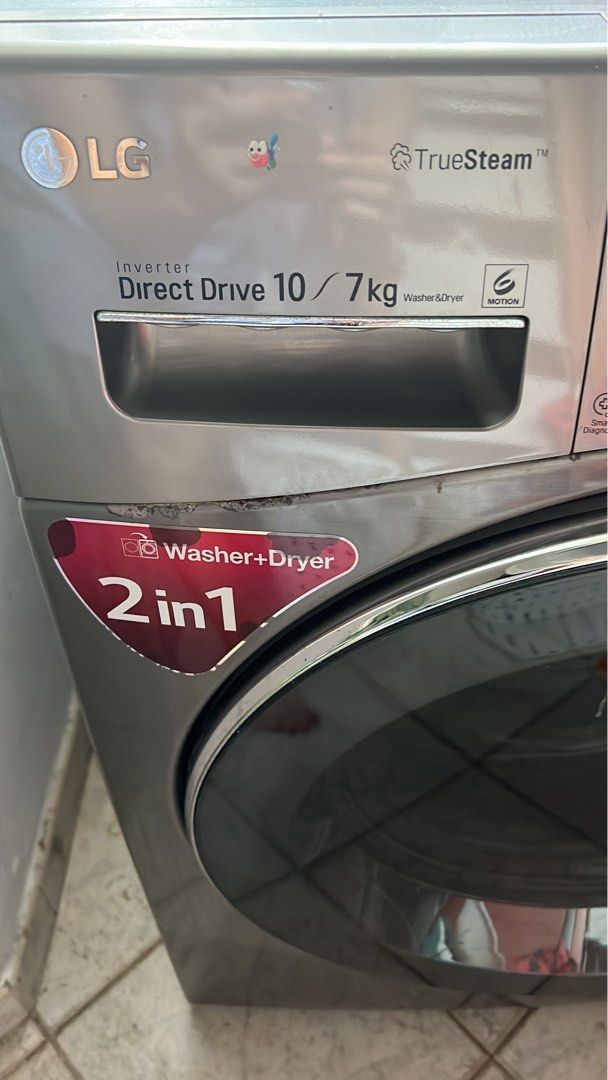 LG
TrueSteam™
Inverter
Direct Drive 10/7kg Washer&Dryer
6 MOTION
Washer+Dryer
2in1